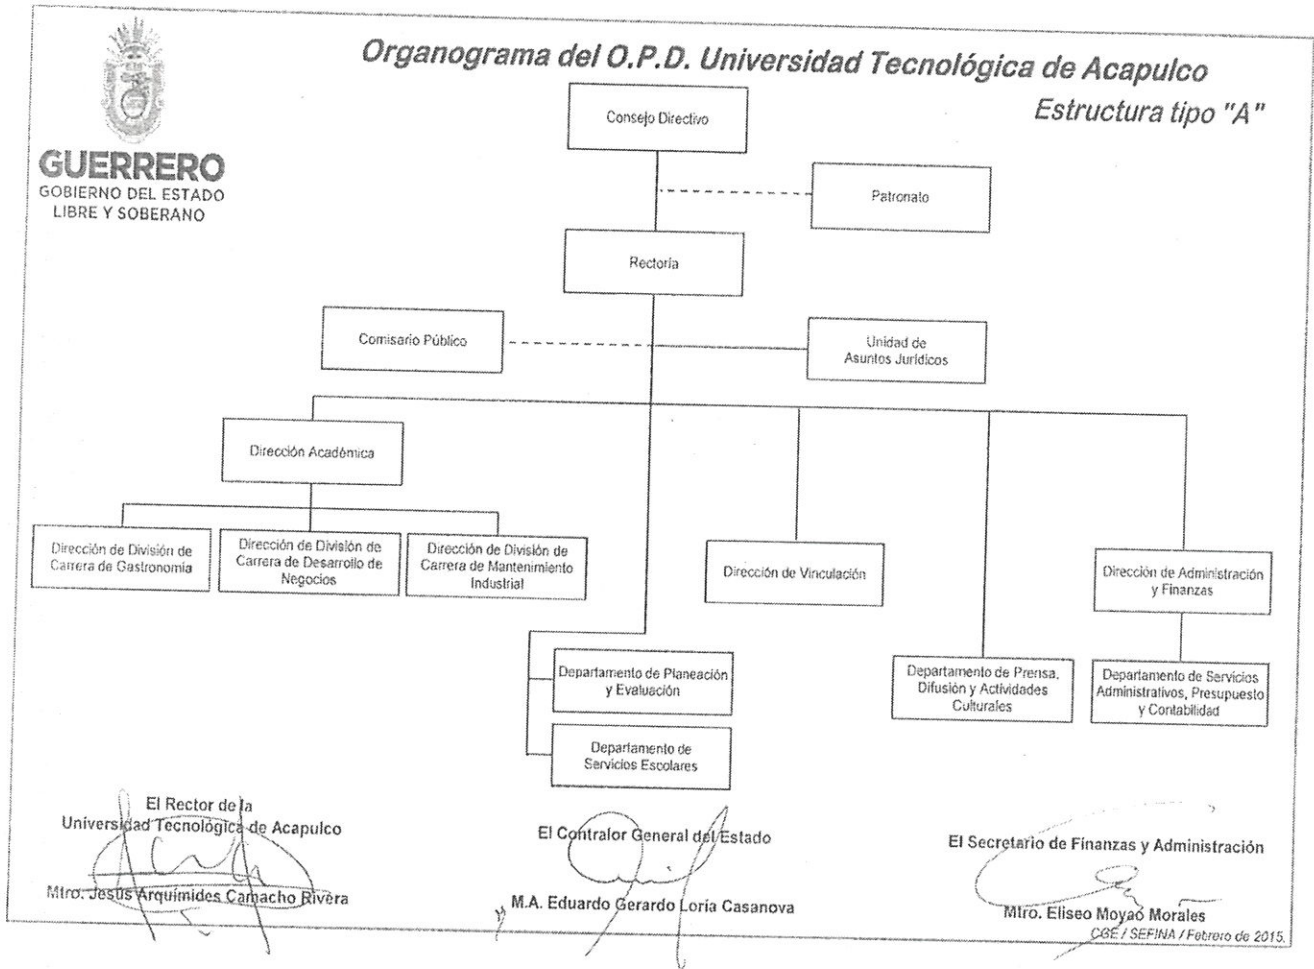 Organograma del O.P.D. Universidad Tecnológica de Acapulco
Estructura tipo "A"
GUERRERO
GOBIERNO DEL ESTADO
LIBRE Y SOBERANO
Consejo Directivo
Patronato
Rectoría
Comisario Público
Unidad de
Asuntos Jurídicos
Dirección Académica
Dirección de División de
Carrera de Gastronomía
Dirección de División de
Carrera de Desarrollo de
Negocios
Dirección de División de
Carrera de Mantenimiento
Industrial
Dirección de Vinculación
Dirección de Administración
y Finanzas
Departamento de Planeación
y Evaluación
Departamento de
Servicios Escolares
Departamento de Prensa,
Difusión y Actividades
Culturales
Departamento de Servicios
Administrativos, Presupuesto
y Contabilidad
El Rector de la
Universidad Tecnológica de Acapulco
Mtro. Jesús Arquímides Camacho Rivera
El Contralor General del Estado
M.A. Eduardo Gerardo Loría Casanova
El Secretario de Finanzas y Administración
Mtro. Eliseo Moyao Morales
CGE / SEFINA / Febrero de 2015.